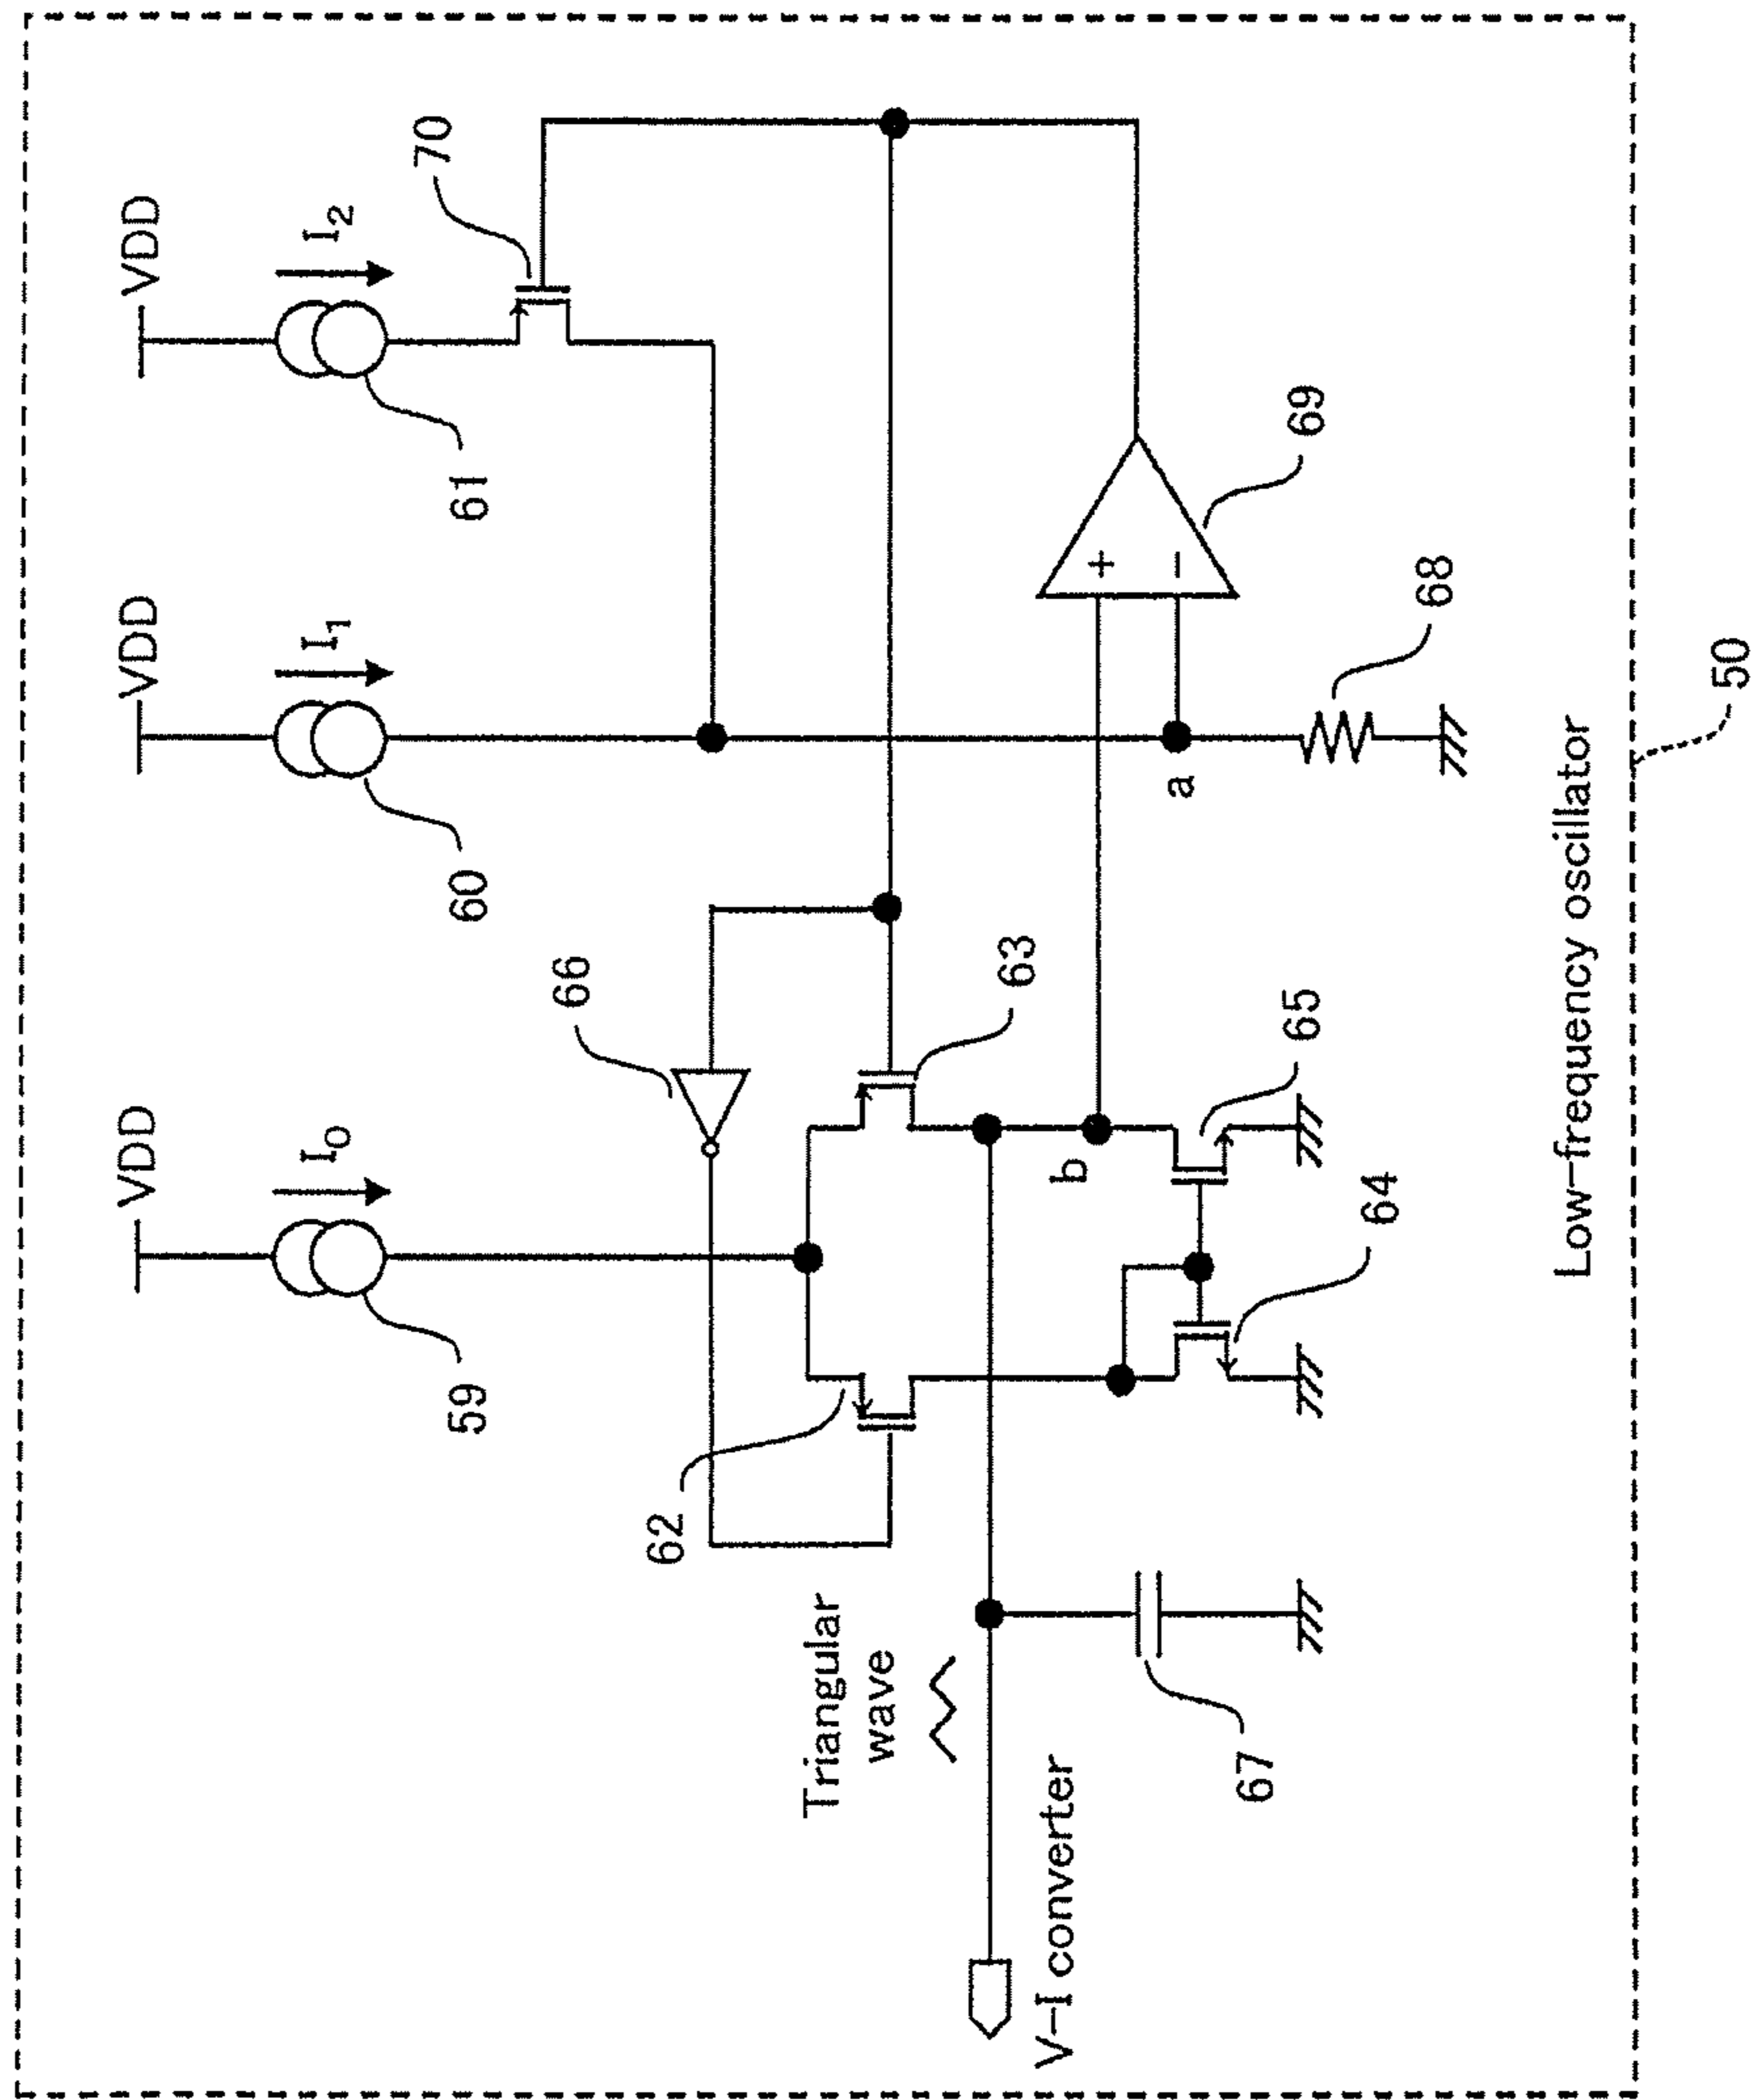 VDD
VDD
VDD
I0
I1
I2
59
60
61
70
66
62
63
Triangular
wave
V-I converter
b
a
+
-
67
64
65
68
69
Low-frequency oscillator
50